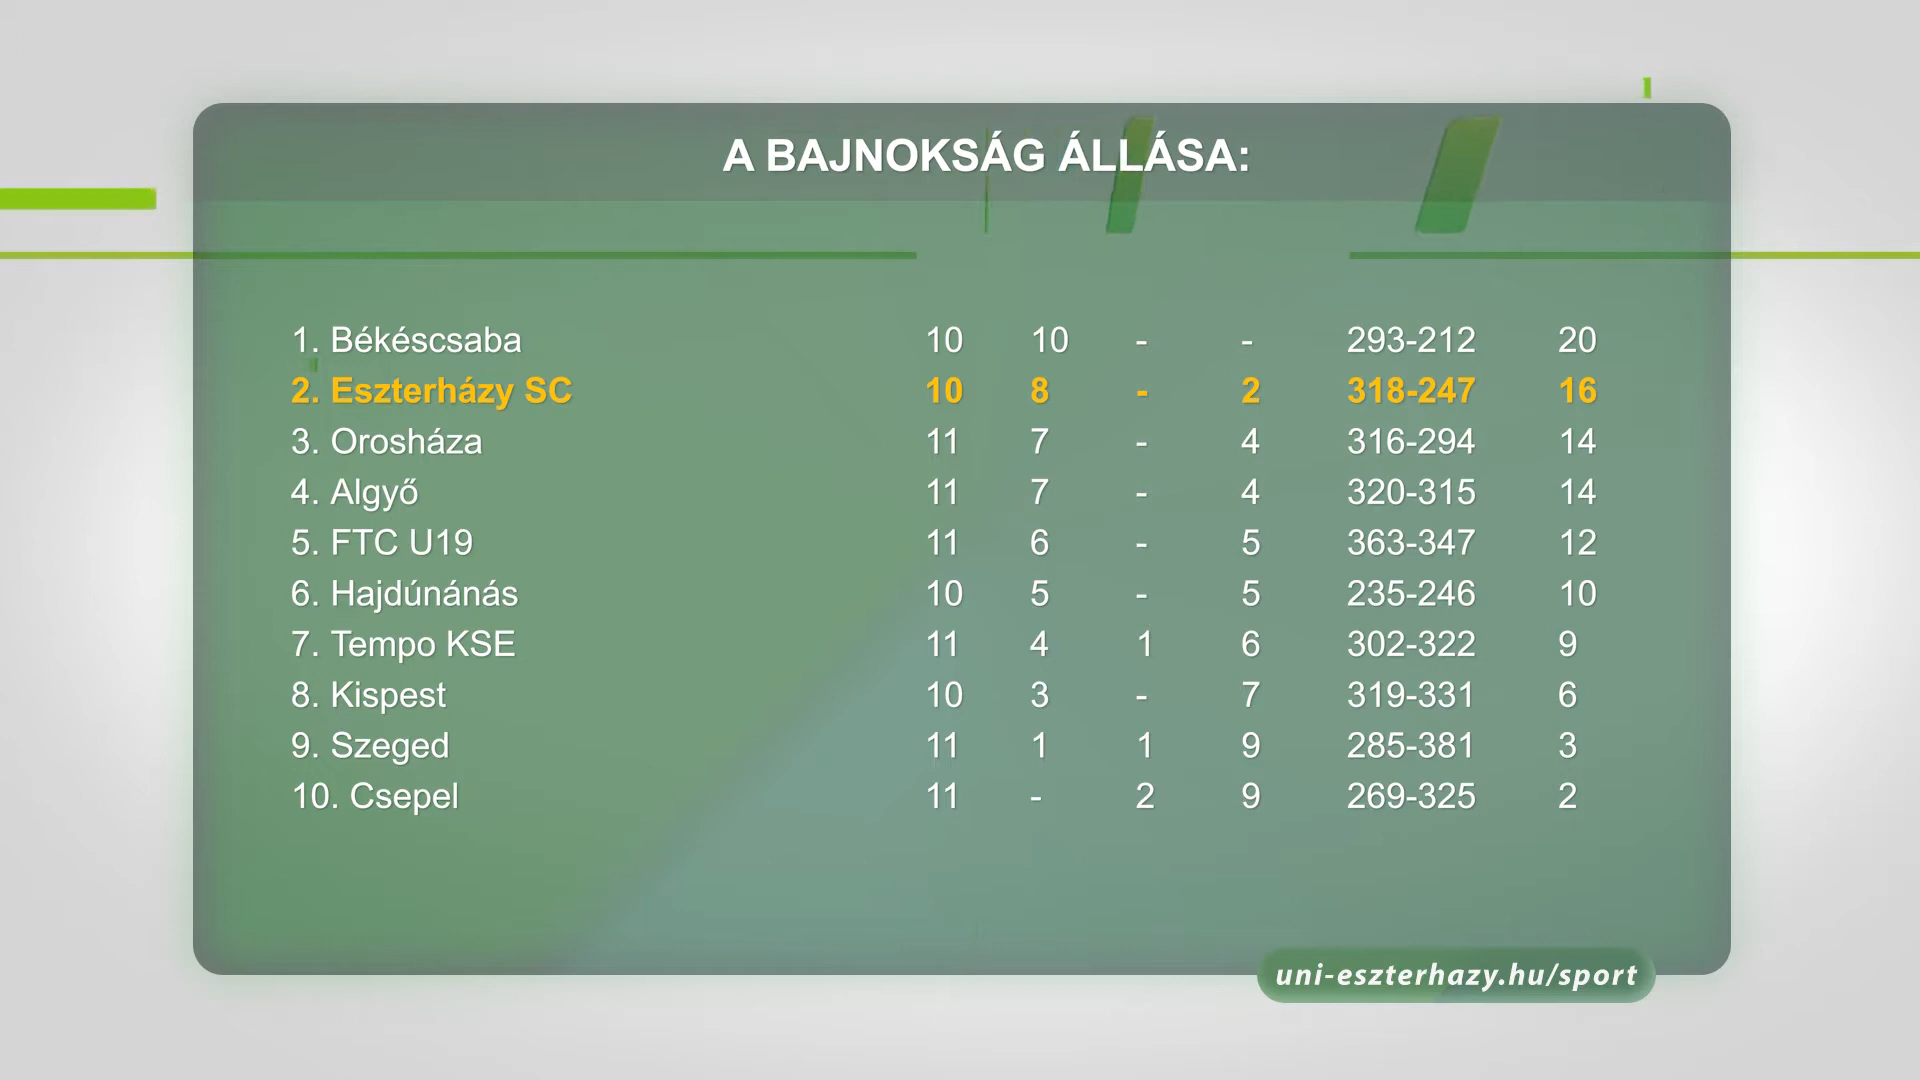 A BAJNOKSÁG ÁLLÁSA:
1. Békéscsaba 10 10 - - 293-212 20
2. Eszterházy SC 10 8 - 2 318-247 16
3. Orosháza 11 7 - 4 316-294 14
4. Algyő 11 7 - 4 320-315 14
5. FTC U19 11 6 - 5 363-347 12
6. Hajdúnánás 10 5 - 5 235-246 10
7. Tempo KSE 11 4 1 6 302-322 9
8. Kispest 10 3 - 7 319-331 6
9. Szeged 11 1 1 9 285-381 3
10. Csepel 11 - 2 9 269-325 2
uni-eszterhazy.hu/sport